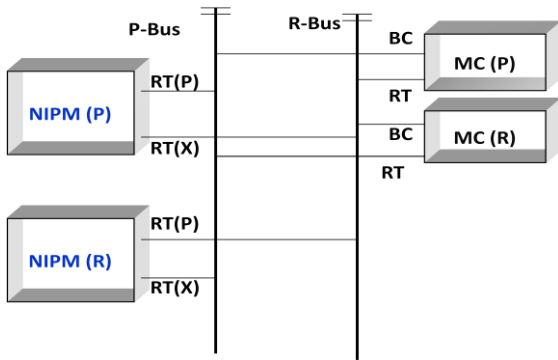 P-Bus
R-Bus
BC
MC (P)
RT(P)
NIPM (P)
RT
MC (R)
BC
RT(X)
RT
RT(P)
NIPM (R)
RT(X)